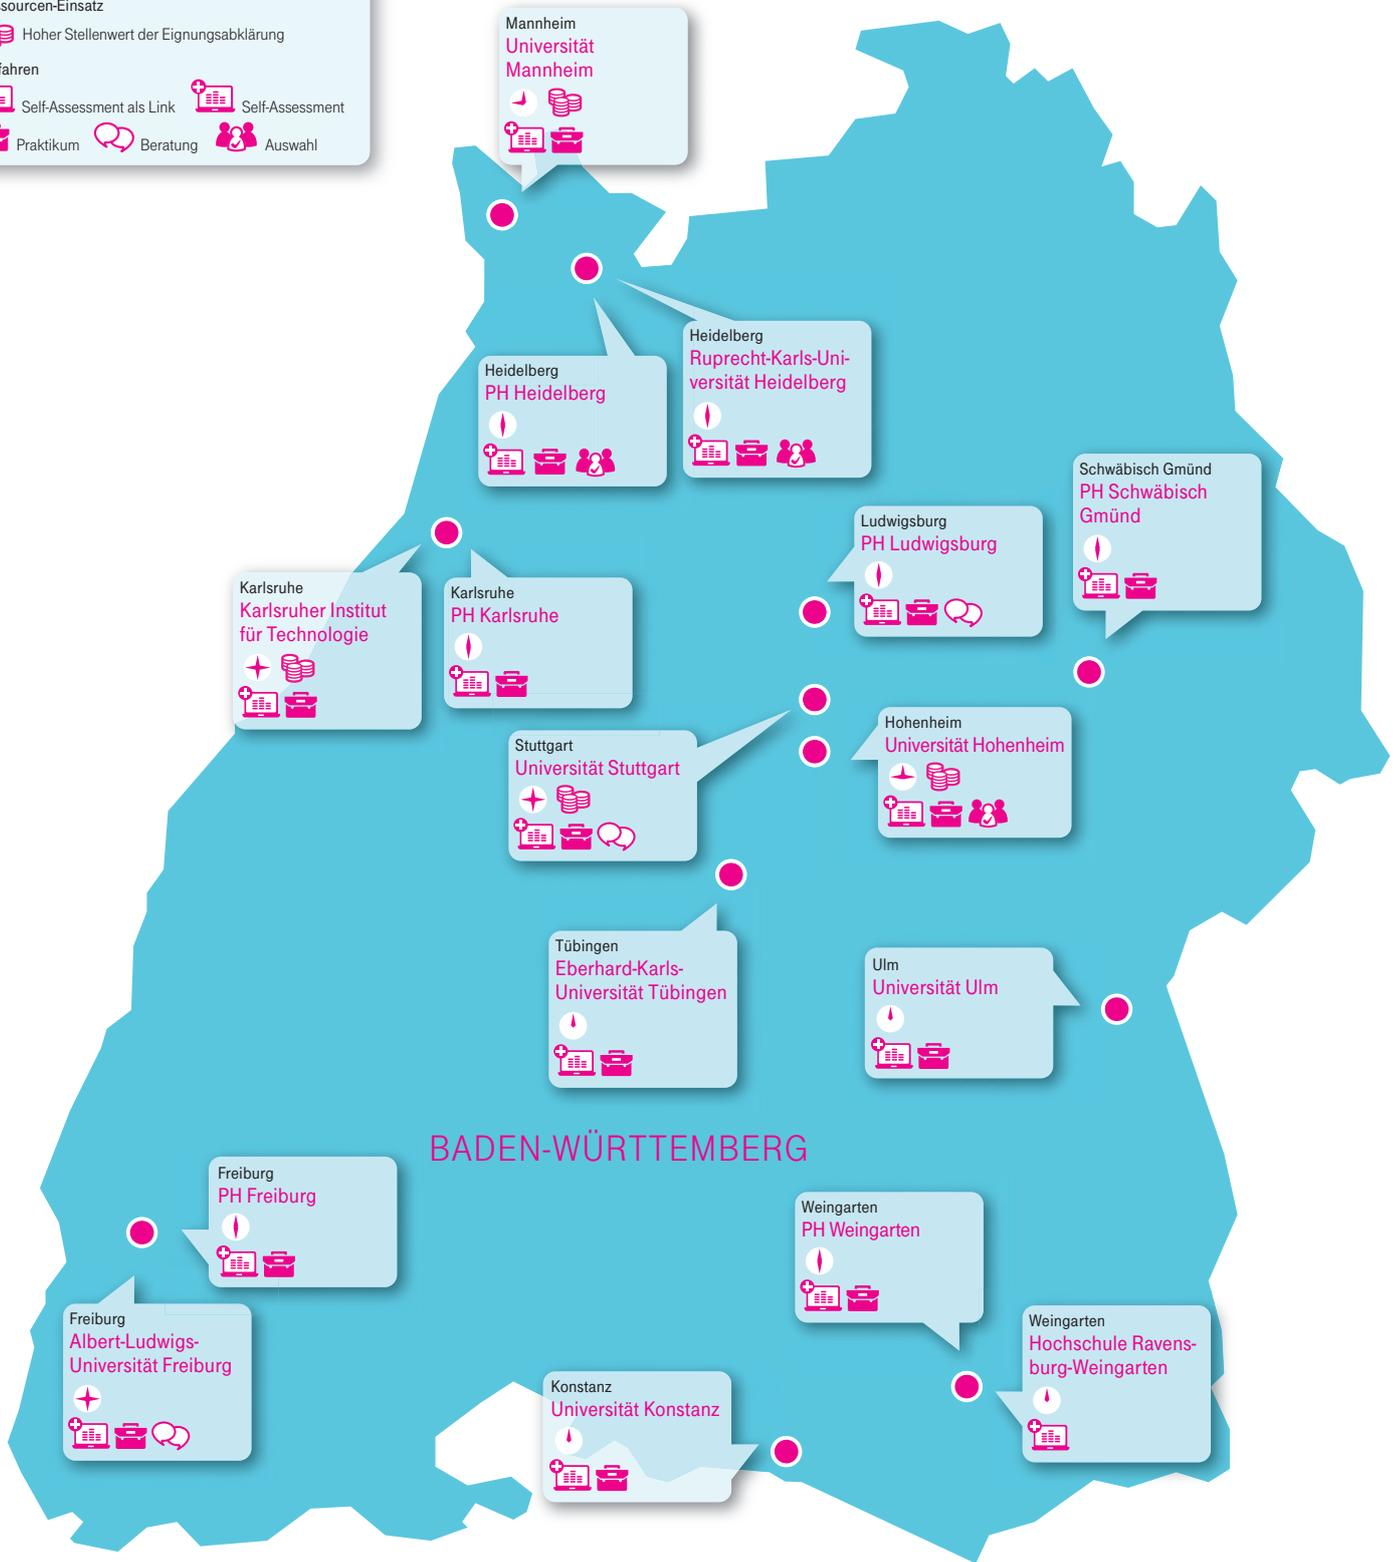 ssourcen-Einsatz
Hoher Stellenwert der Eignungsabklärung
fahren
Self-Assessment als Link Self-Assessment
Praktikum Beratung Auswahl
Mannheim
Universität
Mannheim
Heidelberg
PH Heidelberg
Heidelberg
Ruprecht-Karls-Uni-
versität Heidelberg
Schwäbisch Gmünd
PH Schwäbisch
Gmünd
Ludwigsburg
PH Ludwigsburg
Karlsruhe
Karlsruher Institut
für Technologie
Karlsruhe
PH Karlsruhe
Stuttgart
Universität Stuttgart
Hohenheim
Universität Hohenheim
Tübingen
Eberhard-Karls-
Universität Tübingen
Ulm
Universität Ulm
BADEN-WÜRTTEMBERG
Freiburg
PH Freiburg
Freiburg
Albert-Ludwigs-
Universität Freiburg
Weingarten
PH Weingarten
Weingarten
Hochschule Ravens-
burg-Weingarten
Konstanz
Universität Konstanz